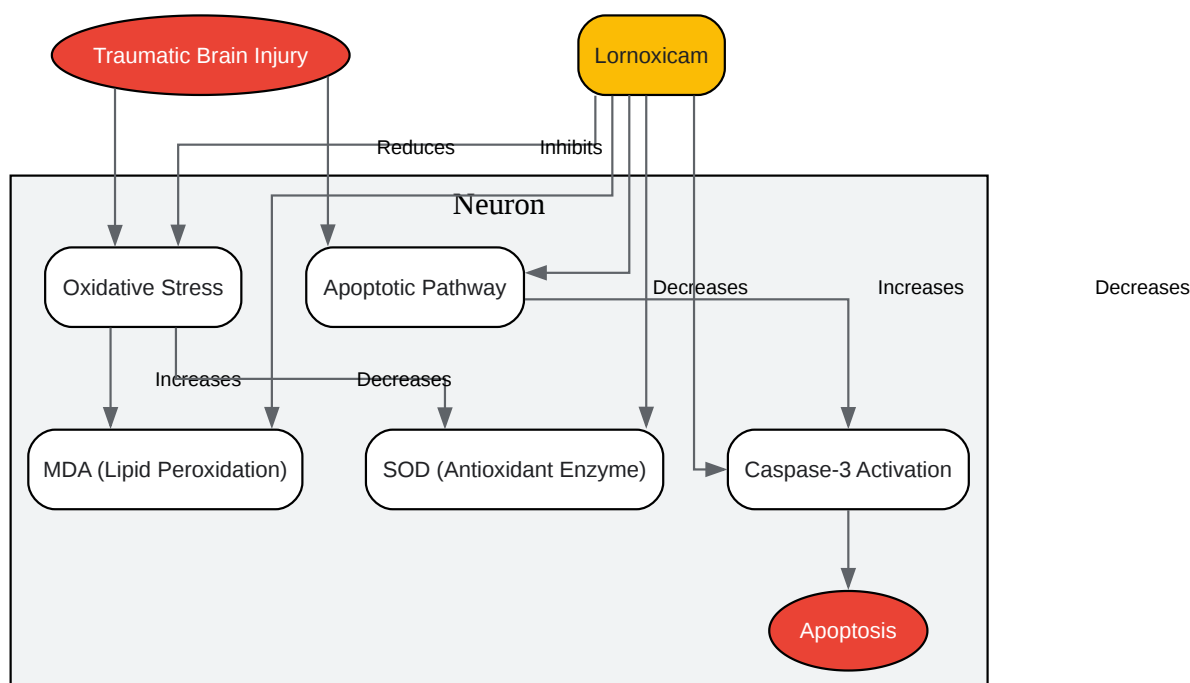 Traumatic Brain Injury
Lornoxicam
Reduces
Inhibits
Neuron
Oxidative Stress
Apoptotic Pathway
Decreases
Increases
Decreases
Increases
Decreases
MDA (Lipid Peroxidation)
SOD (Antioxidant Enzyme)
Caspase-3 Activation
Apoptosis